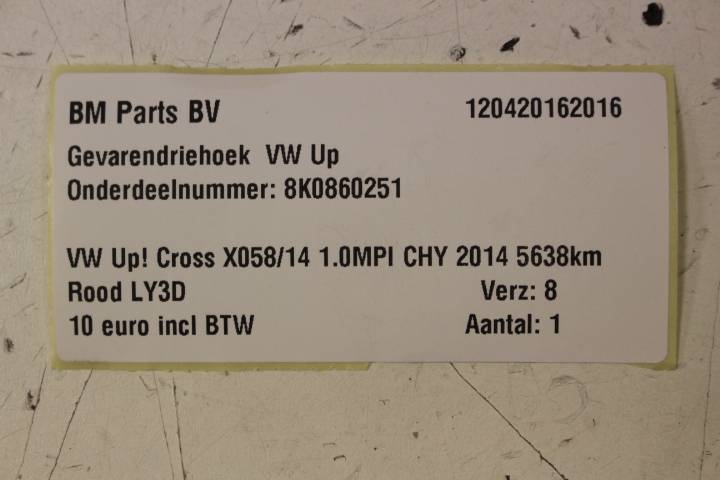 BM Parts BV 120420162016
Gevarendriehoek VW Up
Onderdeelnummer: 8K0860251
VW Up! Cross X058/14 1.0MPI CHY 2014 5638km
Rood LY3D Verz: 8
10 euro incl BTW Aantal: 1